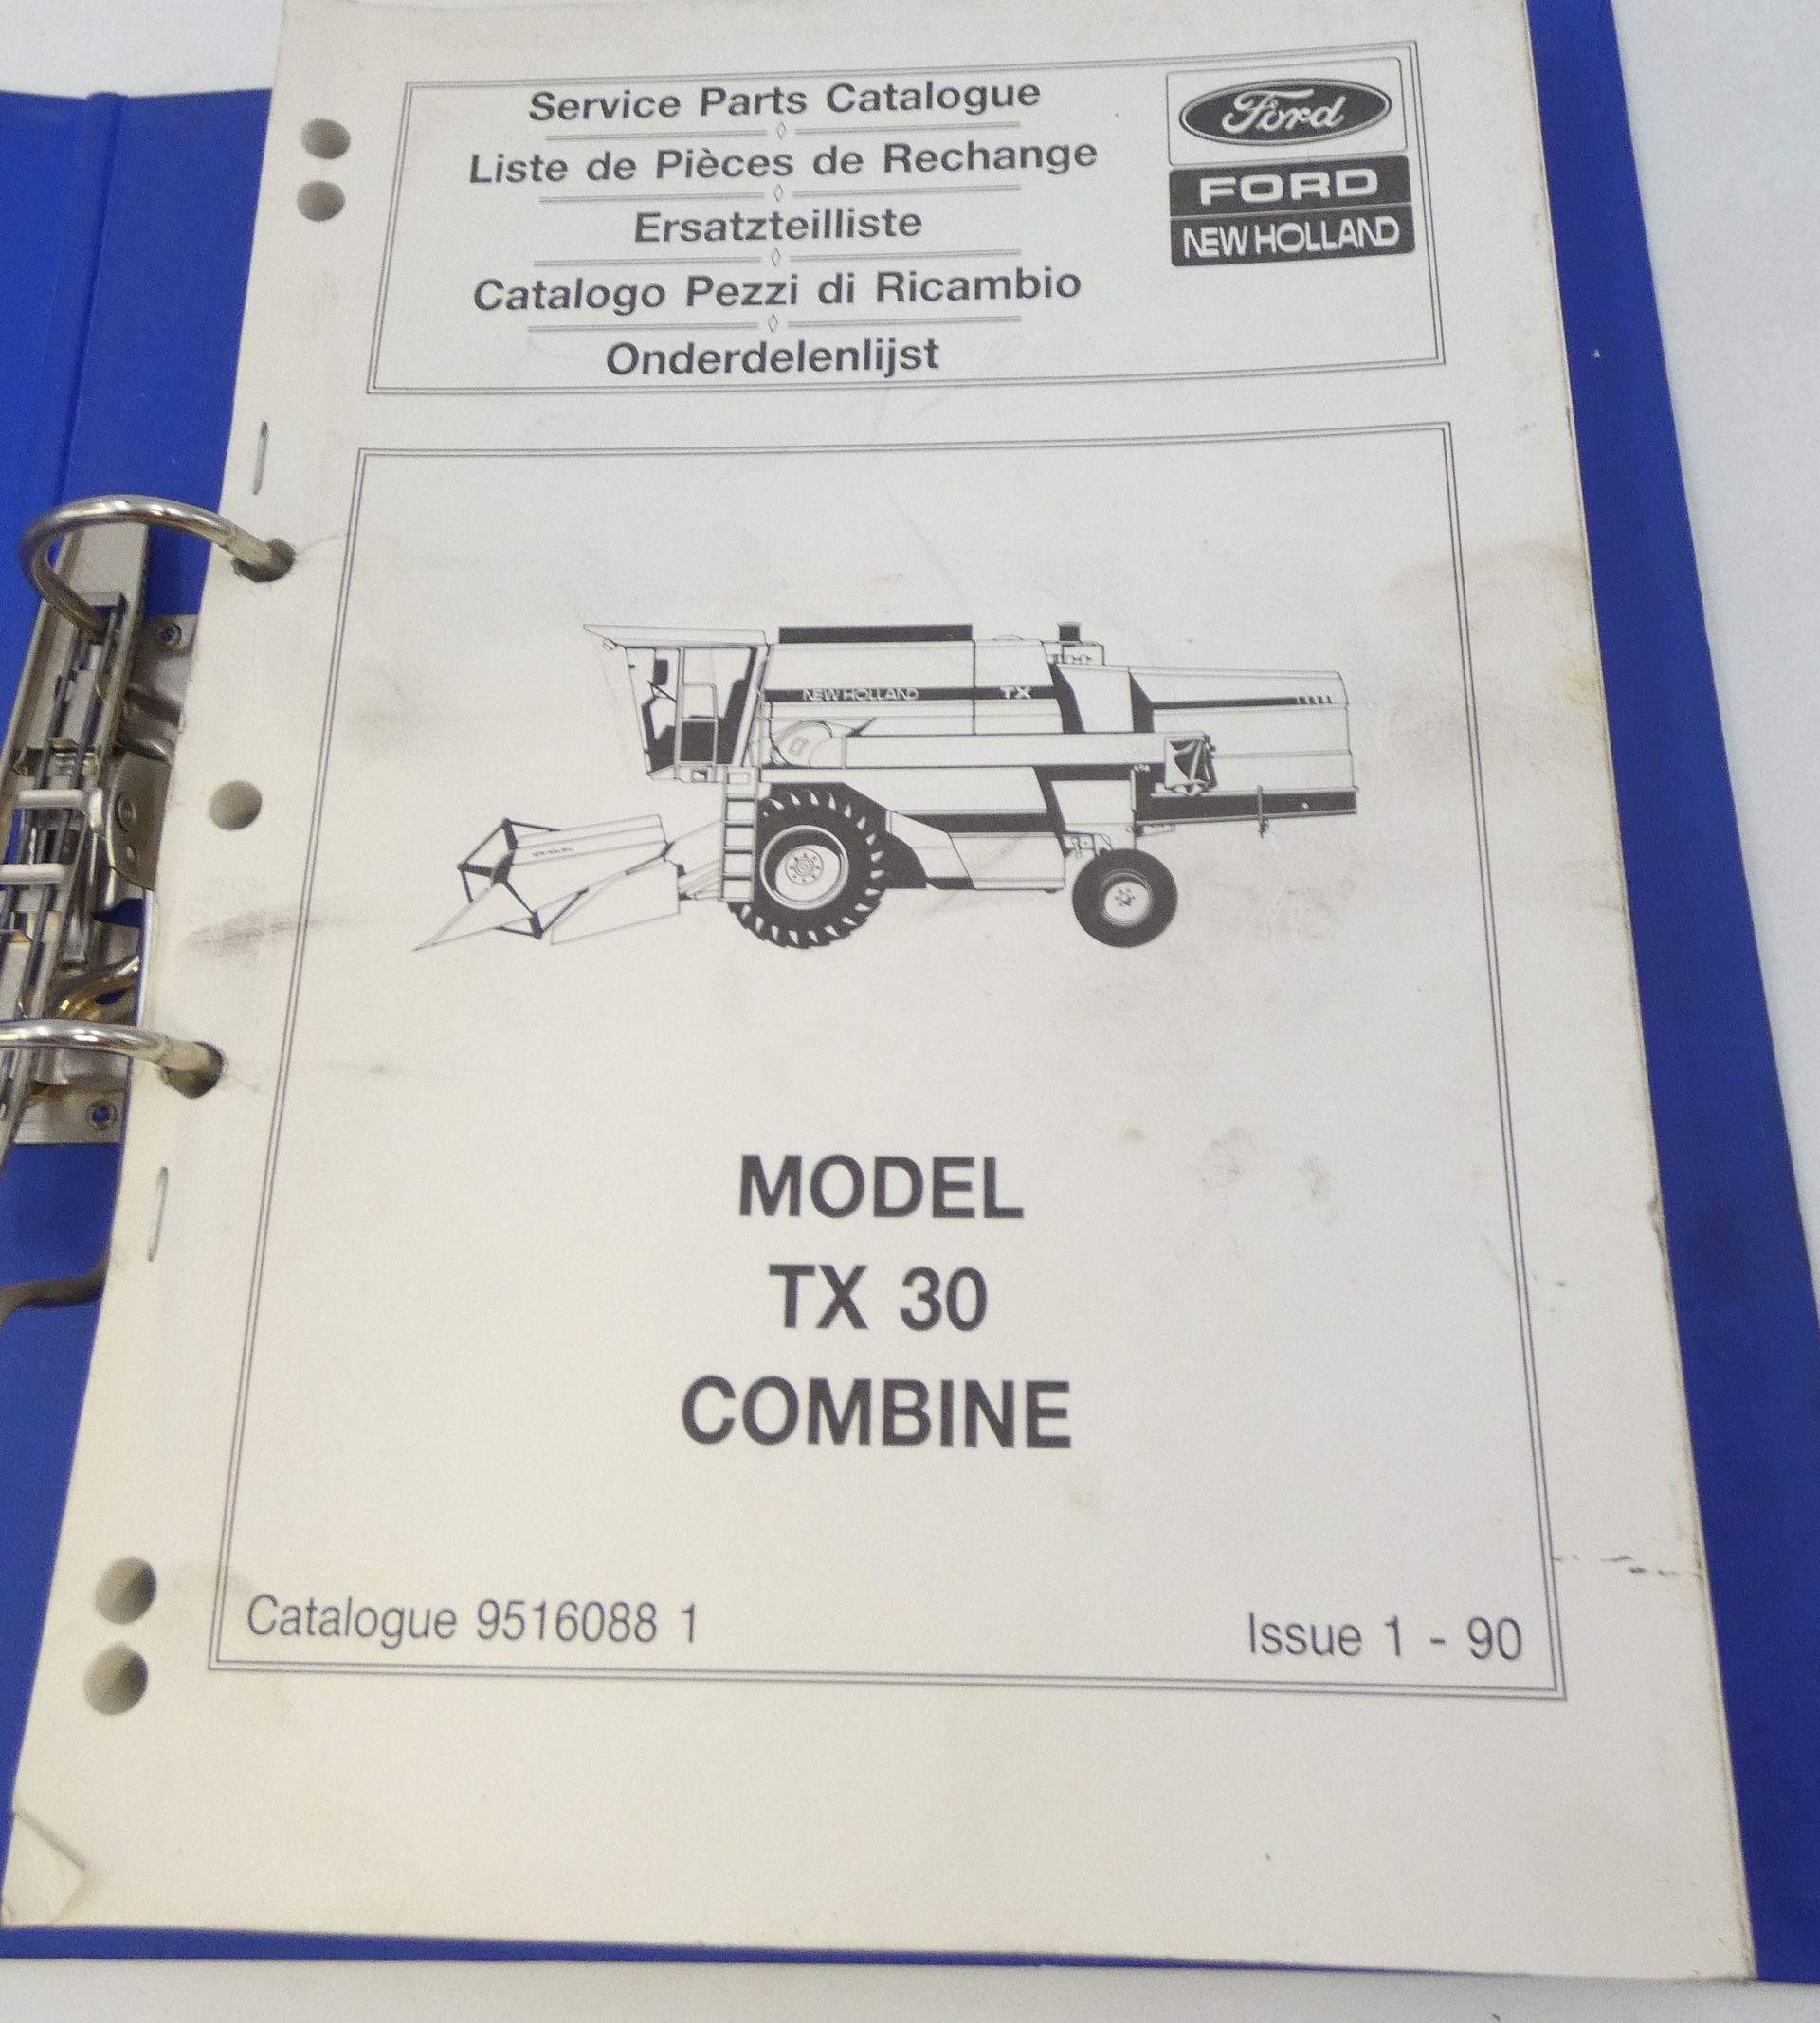 Service Parts Catalogue
Liste de Pièces de Rechange
Ersatzteilliste
Catalogo Pezzi di Ricambio
Onderdelenlijst
Ford
FORD
NEW HOLLAND
NEW HOLLAND TX
MODEL
TX 30
COMBINE
Catalogue 9516088 1
Issue 1 - 90